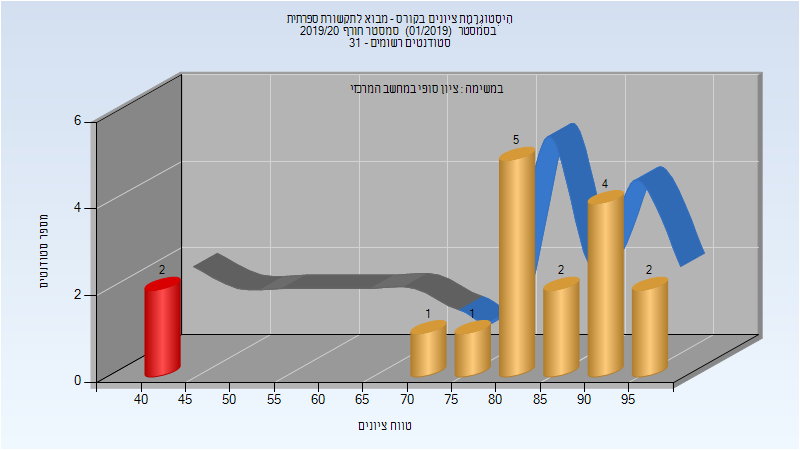 היסטוגרמת ציונים בקורס - מבוא לתקשורת ספרתית
בסמסטר (01/2019) סמסטר חורף 2019/20
סטודנטים רשומים - 31
במשימה : ציון סופי במחשב המרכזי
מספר סטודנטים
6
4
2
0
2
1
1
5
2
4
2
40 45 50 55 60 65 70 75 80 85 90 95
טווח ציונים